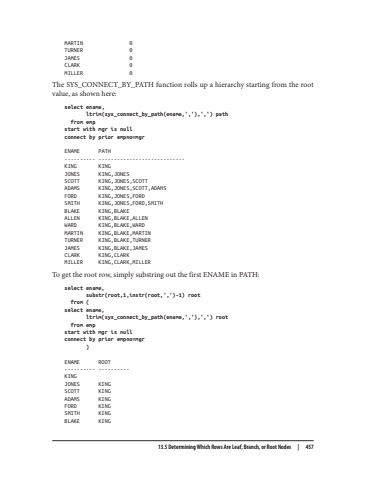 MARTIN 0
TURNER 0
JAMES 0
CLARK 0
MILLER 0
The SYS_CONNECT_BY_PATH function rolls up a hierarchy starting from the root
value, as shown here:
select ename,
ltrim(sys_connect_by_path(ename,','),',') path
from emp
start with mgr is null
connect by prior empno=mgr
ENAME PATH
---------- ----------------------------
KING KING
JONES KING,JONES
SCOTT KING,JONES,SCOTT
ADAMS KING,JONES,SCOTT,ADAMS
FORD KING,JONES,FORD
SMITH KING,JONES,FORD,SMITH
BLAKE KING,BLAKE
ALLEN KING,BLAKE,ALLEN
WARD KING,BLAKE,WARD
MARTIN KING,BLAKE,MARTIN
TURNER KING,BLAKE,TURNER
JAMES KING,BLAKE,JAMES
CLARK KING,CLARK
MILLER KING,CLARK,MILLER
To get the root row, simply substring out the first ENAME in PATH:
select ename,
substr(root,1,instr(root,',')-1) root
from (
select ename,
ltrim(sys_connect_by_path(ename,','),',') root
from emp
start with mgr is null
connect by prior empno=mgr
)
ENAME ROOT
---------- ----------
KING
JONES KING
SCOTT KING
ADAMS KING
FORD KING
SMITH KING
BLAKE KING
13.5 Determining Which Rows Are Leaf, Branch, or Root Nodes | 457